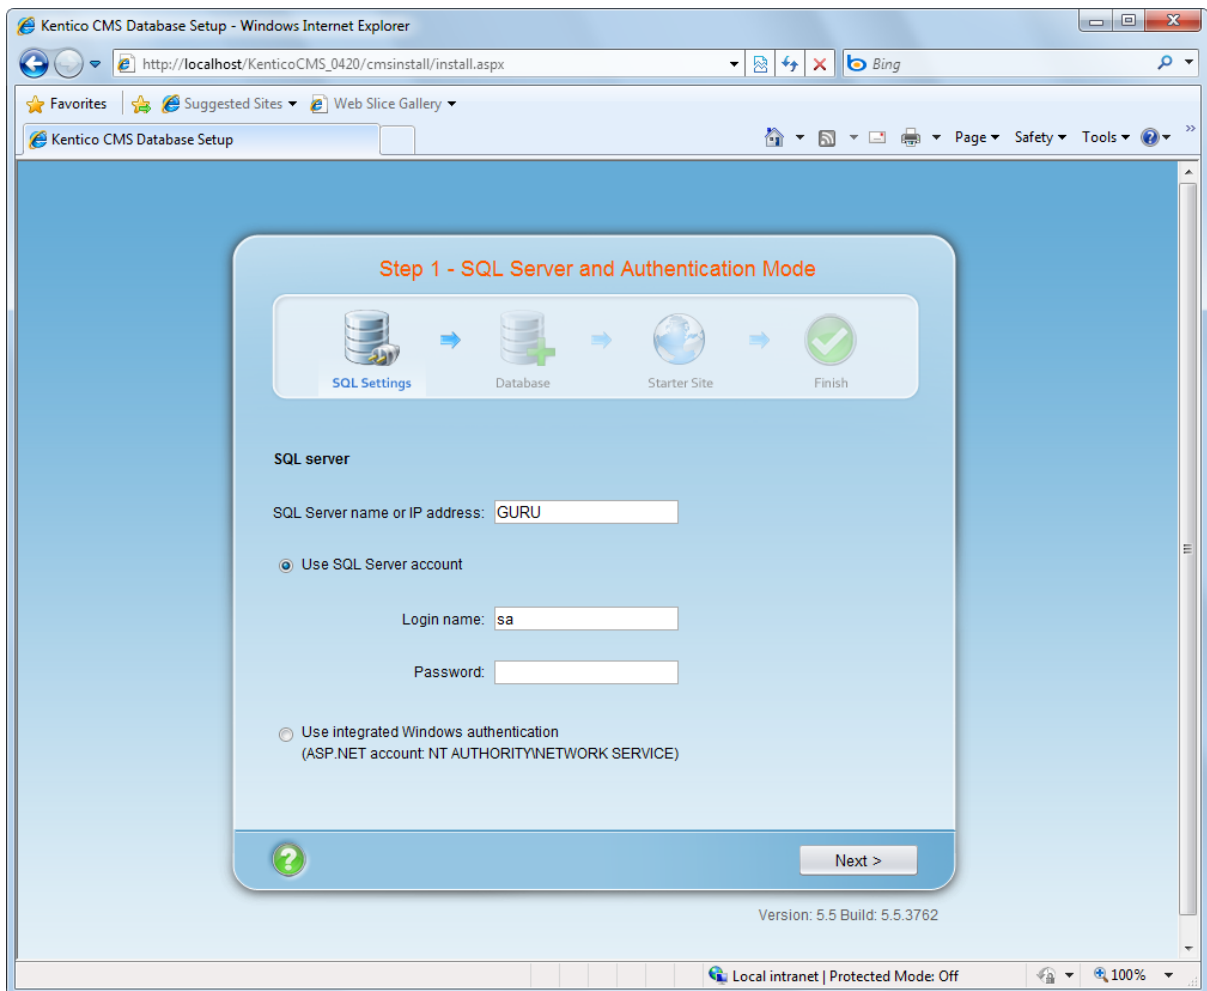 Kentico CMS Database Setup - Windows Internet Explorer
http://localhost/KenticoCMS_0420/cmsinstall/install.aspx
Bing
Favorites
Suggested Sites
Web Slice Gallery
Kentico CMS Database Setup
Page
Safety
Tools
Step 1 - SQL Server and Authentication Mode
SQL Settings
Database
Starter Site
Finish
SQL server
SQL Server name or IP address: GURU
Use SQL Server account
Login name: sa
Password:
Use integrated Windows authentication
(ASP.NET account: NT AUTHORITY\NETWORK SERVICE)
?
Next >
Version: 5.5 Build: 5.5.3762
Local intranet | Protected Mode: Off
100%